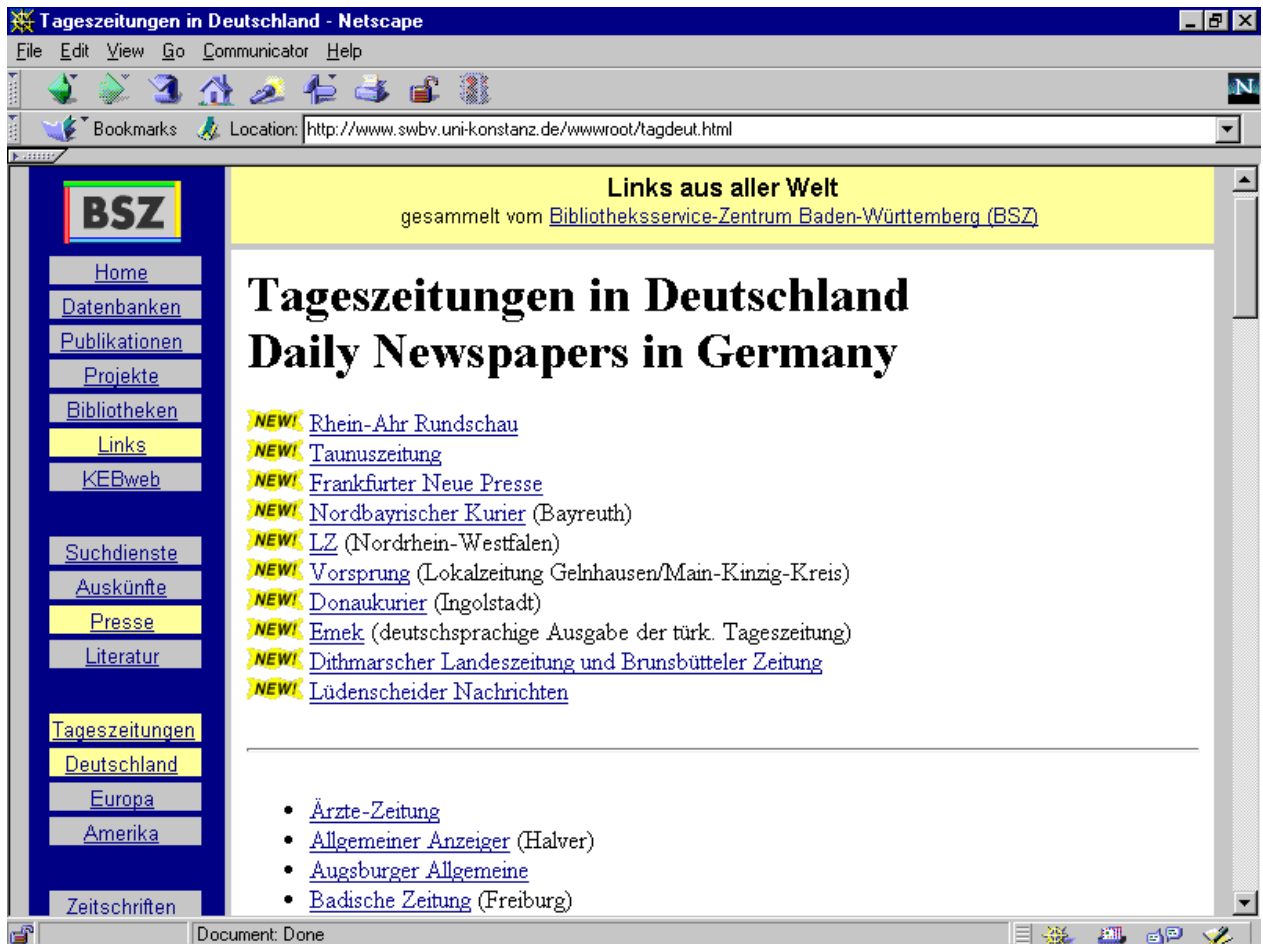 Tageszeitungen in Deutschland - Netscape
File Edit View Go Communicator Help
N
Bookmarks Location: http://www.swbv.uni-konstanz.de/wwwroot/tagdeut.html
BSZ
Home
Datenbanken
Publikationen
Projekte
Bibliotheken
Links
KEBweb
Suchdienste
Auskünfte
Presse
Literatur
Tageszeitungen
Deutschland
Europa
Amerika
Zeitschriften
Links aus aller Welt
gesammelt vom Bibliotheksservice-Zentrum Baden-Württemberg (BSZ)
Tageszeitungen in Deutschland
Daily Newspapers in Germany
NEW! Rhein-Ahr Rundschau
NEW! Taunuszeitung
NEW! Frankfurter Neue Presse
NEW! Nordbayrischer Kurier (Bayreuth)
NEW! LZ (Nordrhein-Westfalen)
NEW! Vorsprung (Lokalzeitung Gelnhausen/Main-Kinzig-Kreis)
NEW! Donaukurier (Ingolstadt)
NEW! Emek (deutschsprachige Ausgabe der türk. Tageszeitung)
NEW! Dithmarscher Landeszeitung und Brunsbütteler Zeitung
NEW! Lüdenscheider Nachrichten
• Ärzte-Zeitung
• Allgemeiner Anzeiger (Halver)
• Augsburger Allgemeine
• Badische Zeitung (Freiburg)
Document: Done